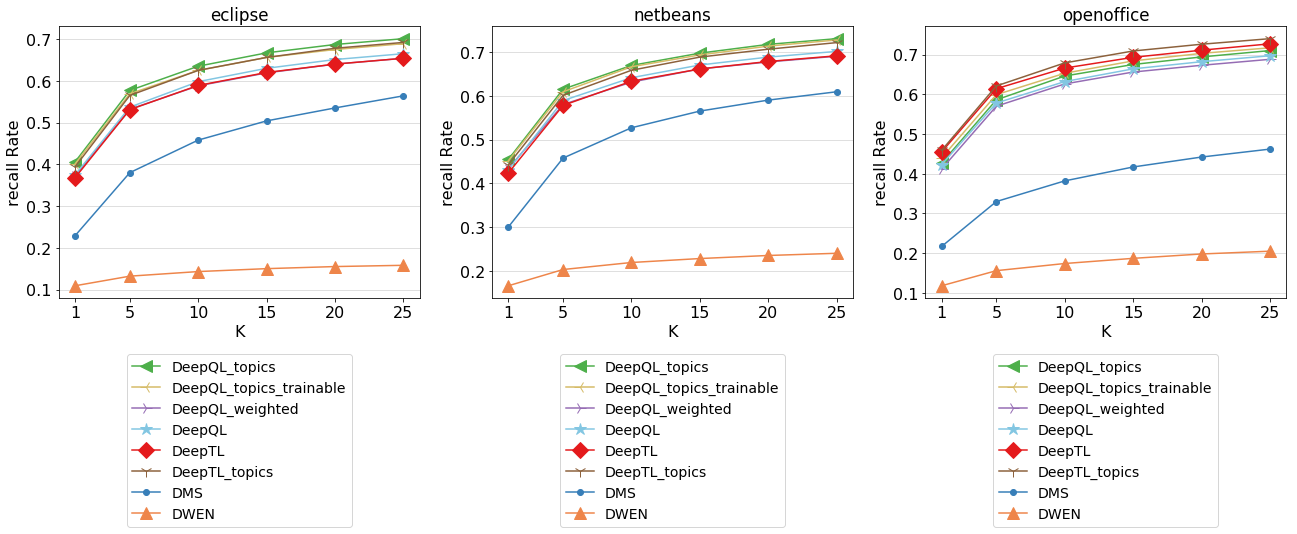 eclipse
recall Rate
0.7
0.6
0.5
0.4
0.3
0.2
0.1
1 5 10 15 20 25
K
DeepQL_topics
DeepQL_topics_trainable
DeepQL_weighted
DeepQL
DeepTL
DeepTL_topics
DMS
DWEN
netbeans
recall Rate
0.7
0.6
0.5
0.4
0.3
0.2
1 5 10 15 20 25
K
DeepQL_topics
DeepQL_topics_trainable
DeepQL_weighted
DeepQL
DeepTL
DeepTL_topics
DMS
DWEN
openoffice
recall Rate
0.7
0.6
0.5
0.4
0.3
0.2
0.1
1 5 10 15 20 25
K
DeepQL_topics
DeepQL_topics_trainable
DeepQL_weighted
DeepQL
DeepTL
DeepTL_topics
DMS
DWEN